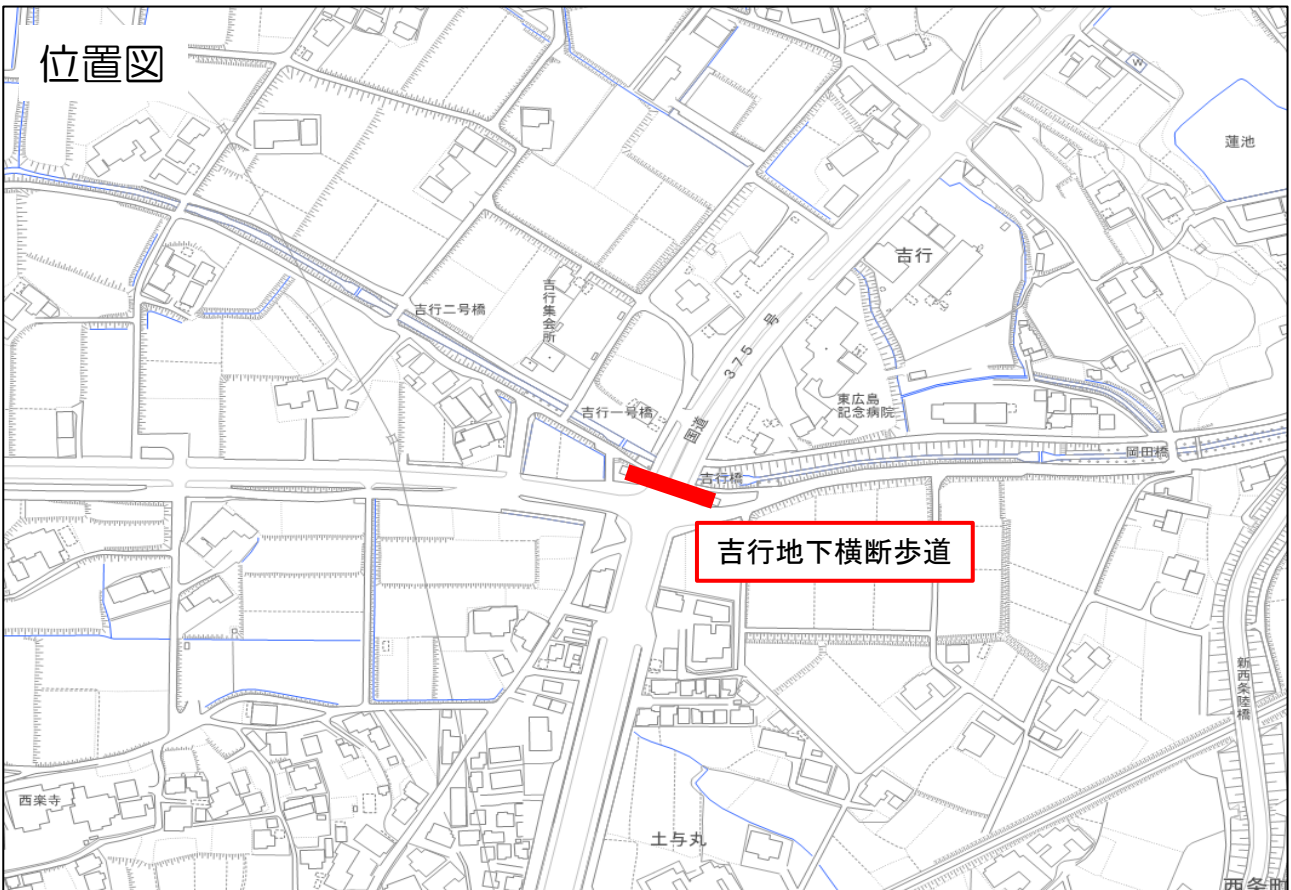 位置図
W
蓮池
吉行
吉行二号橋
吉行集会所
国道375号
東広島
記念病院
吉行一号橋
吉行橋
岡田橋
吉行地下横断歩道
新西条陸橋
西楽寺
土与丸
西条町